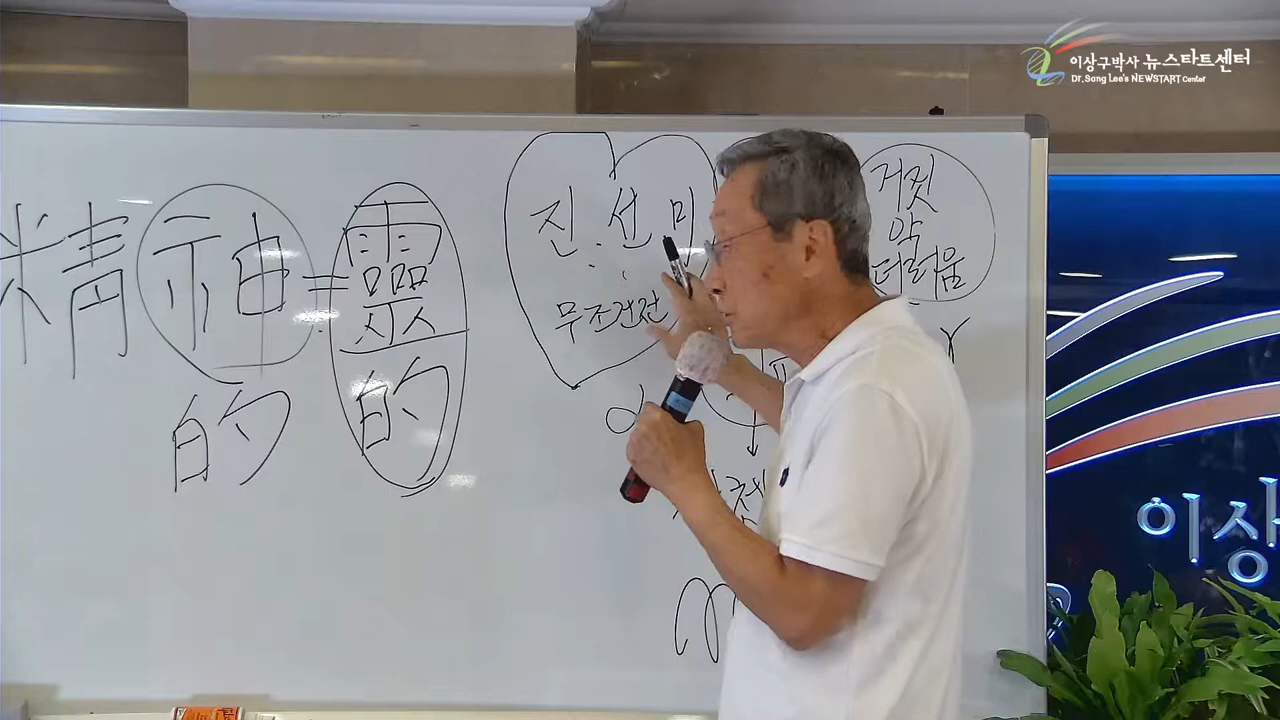 이상구박사 뉴스타트센터
Dr. Sang Lee's NEWSTART Center
精神 = 靈
的 的
진·선·미
무조건적
거짓
악
더러움
이상